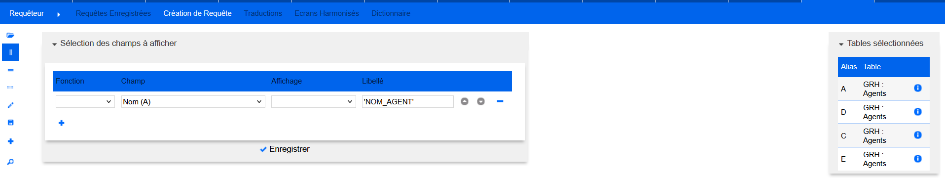 Requêteur Requêtes Enregistrées Création de Requête Traductions Ecrans Harmonisés Dictionnaire
Sélection des champs à afficher
Fonction Champ Affichage Libellé
Nom (A) 'NOM_AGENT'
Enregistrer
Tables sélectionnées
Alias Table
A GRH :
Agents
D GRH :
Agents
C GRH :
Agents
E GRH :
Agents